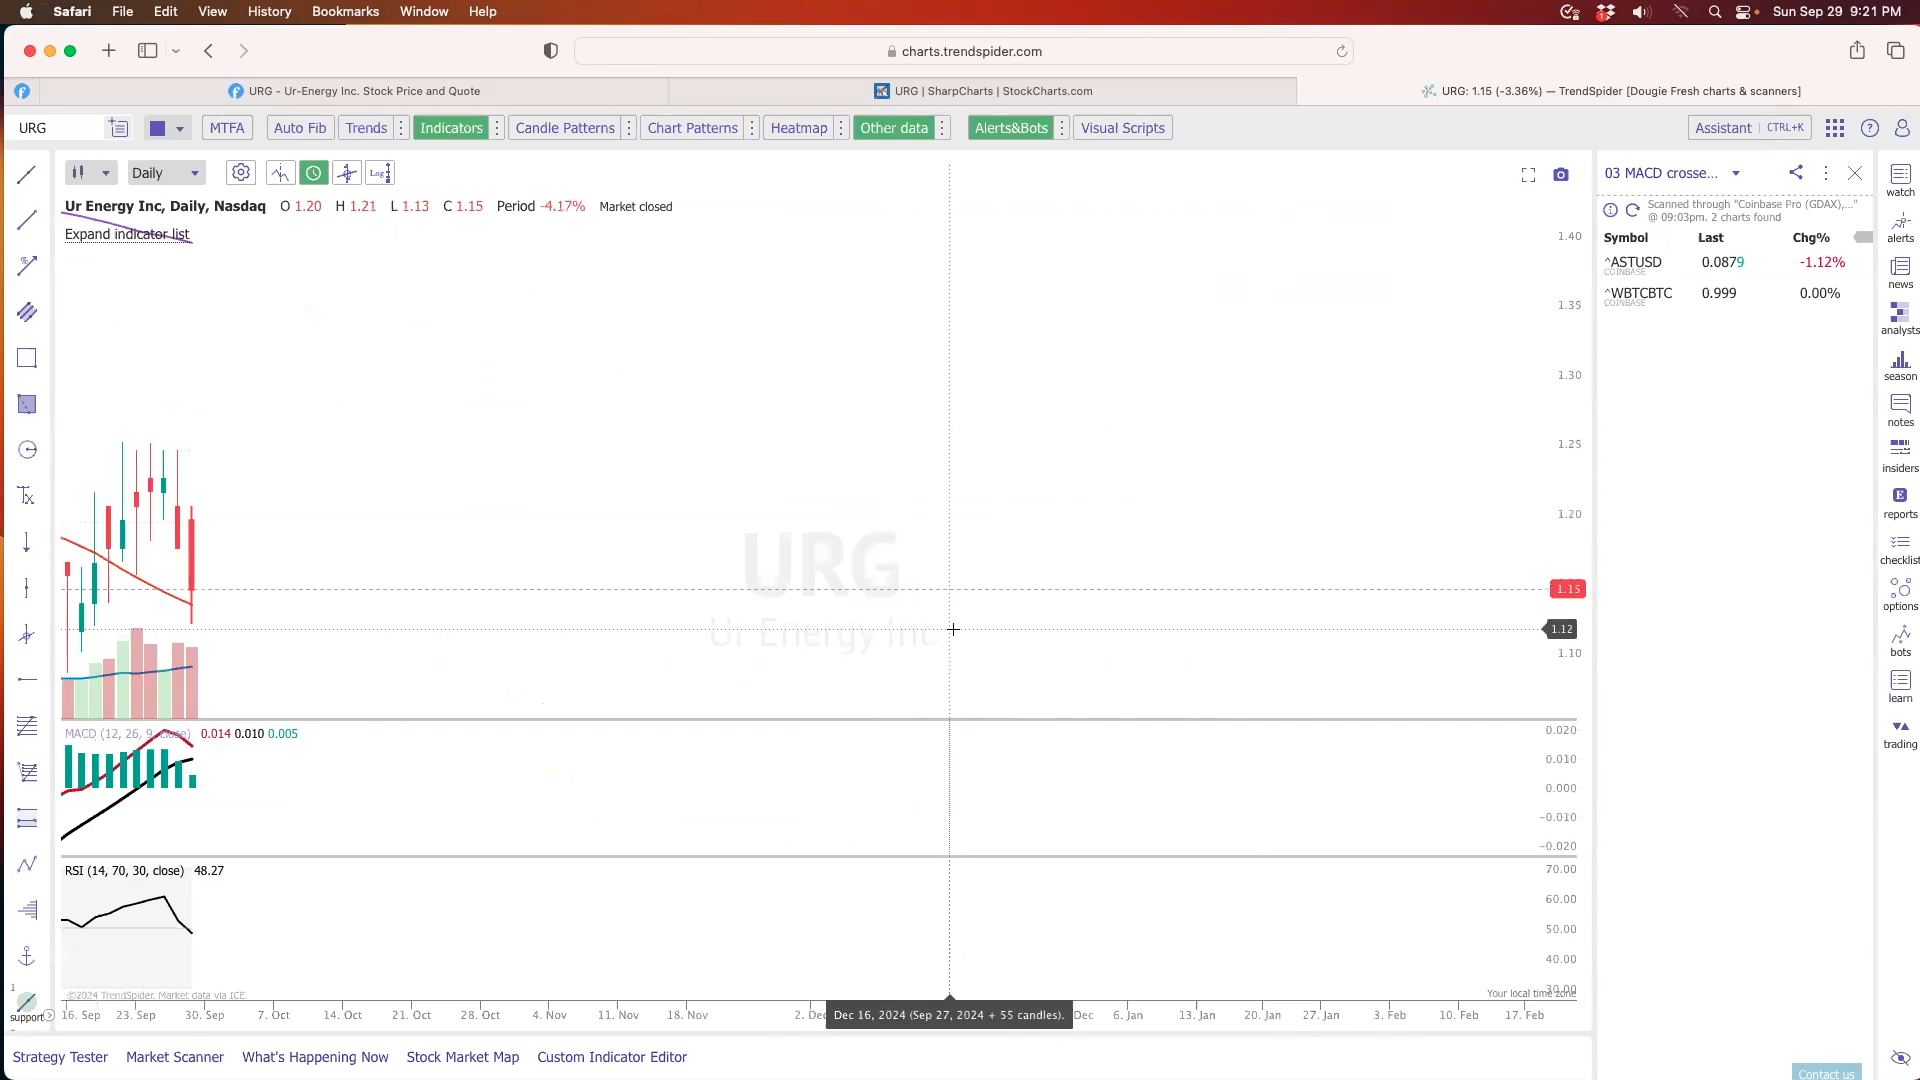 Safari File Edit View History Bookmarks Window Help Sun Sep 29 9:21 PM
charts.trendspider.com
URG - Ur-Energy Inc. Stock Price and Quote
URG | SharpCharts | StockCharts.com
URG: 1.15 (-3.36%) — TrendSpider [Dougie Fresh charts & scanners]
URG MTFA Auto Fib Trends Indicators Candle Patterns Chart Patterns Heatmap Other data Alerts&Bots Visual Scripts Assistant CTRL+K
Daily Log
Ur Energy Inc, Daily, Nasdaq O 1.20 H 1.21 L 1.13 C 1.15 Period -4.17% Market closed
Expand indicator list
1.40
1.35
1.30
1.25
1.20
1.15
1.12
1.10
URG
Ur Energy Inc
MACD (12, 26, 9, close) 0.014 0.010 0.005
0.020
0.010
0.000
-0.010
-0.020
RSI (14, 70, 30, close) 48.27
70.00
60.00
50.00
40.00
30.00
©2024 TrendSpider. Market data via ICE.
Your local time zone
16. Sep 23. Sep 30. Sep 7. Oct 14. Oct 21. Oct 28. Oct 4. Nov 11. Nov 18. Nov 2. Dec Dec 16, 2024 (Sep 27, 2024 + 55 candles). Dec 6. Jan 13. Jan 20. Jan 27. Jan 3. Feb 10. Feb 17. Feb
1
support
Strategy Tester Market Scanner What's Happening Now Stock Market Map Custom Indicator Editor
03 MACD crosse...
Scanned through "Coinbase Pro (GDAX),..."
@ 09:03pm. 2 charts found
Symbol Last Chg%
^ASTUSD 0.0879 -1.12%
COINBASE
^WBTCBTC 0.999 0.00%
COINBASE
watch
alerts
news
analysts
season
notes
insiders
reports
checklist
options
bots
learn
trading
Contact us